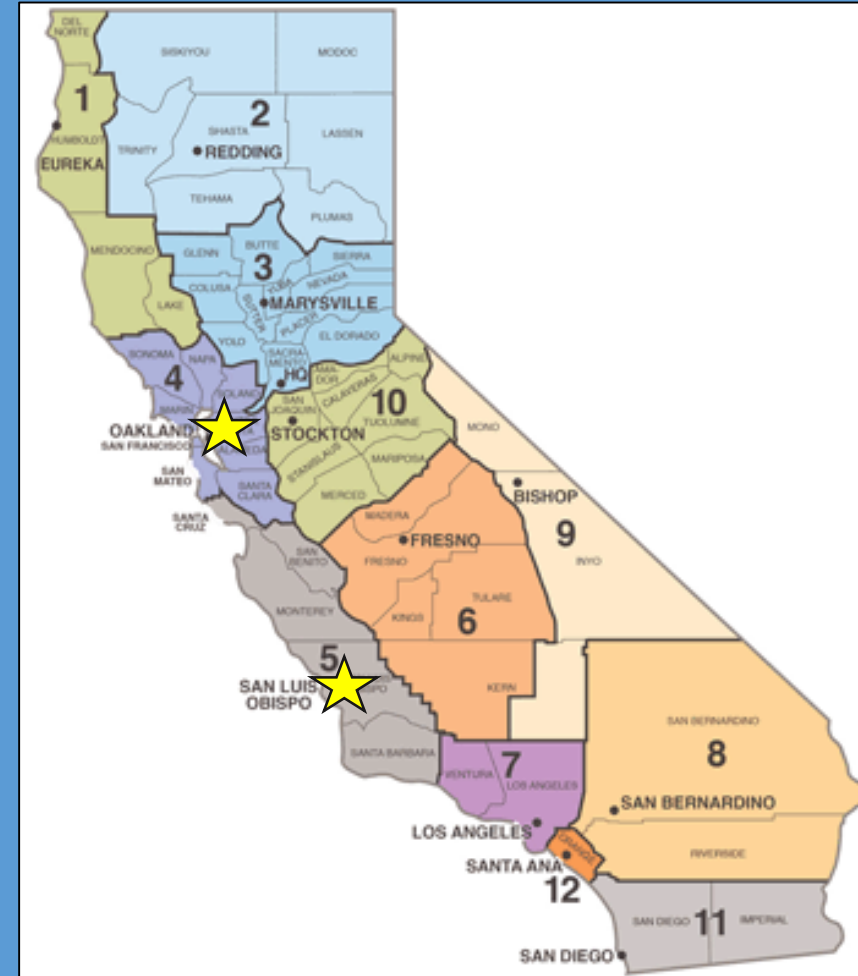 DEL
NORTE
SISKIYOU
MODOC
1
2
HUMBOLDT
SHASTA
LASSEN
TRINITY
REDDING
EUREKA
TEHAMA
PLUMAS
MENDOCINO
GLENN
BUTTE
SIERRA
3
COLUSA
YUBA
NEVADA
LAKE
SUTTER
MARYSVILLE
PLACER
YOLO
EL DORADO
SONOMA
NAPA
SACRA-
MENTO
HQ
4
SOLANO
AMA-
DOR
ALPINE
MARIN
SAN
JOAQUIN
CALAVERAS
10
TUOLUMNE
MONO
OAKLAND
SAN FRANCISCO
STOCKTON
STANISLAUS
MARIPOSA
SAN
MATEO
SANTA
CLARA
MERCED
BISHOP
SANTA
CRUZ
MADERA
9
FRESNO
SAN
BENITO
FRESNO
INYO
MONTEREY
KINGS
TULARE
6
5
SAN LUIS
OBISPO
KERN
SANTA BARBARA
SAN BERNARDINO
VENTURA
7
LOS ANGELES
8
SAN BERNARDINO
LOS ANGELES
ORANGE
RIVERSIDE
SANTA ANA
12
SAN DIEGO
11
IMPERIAL
SAN DIEGO